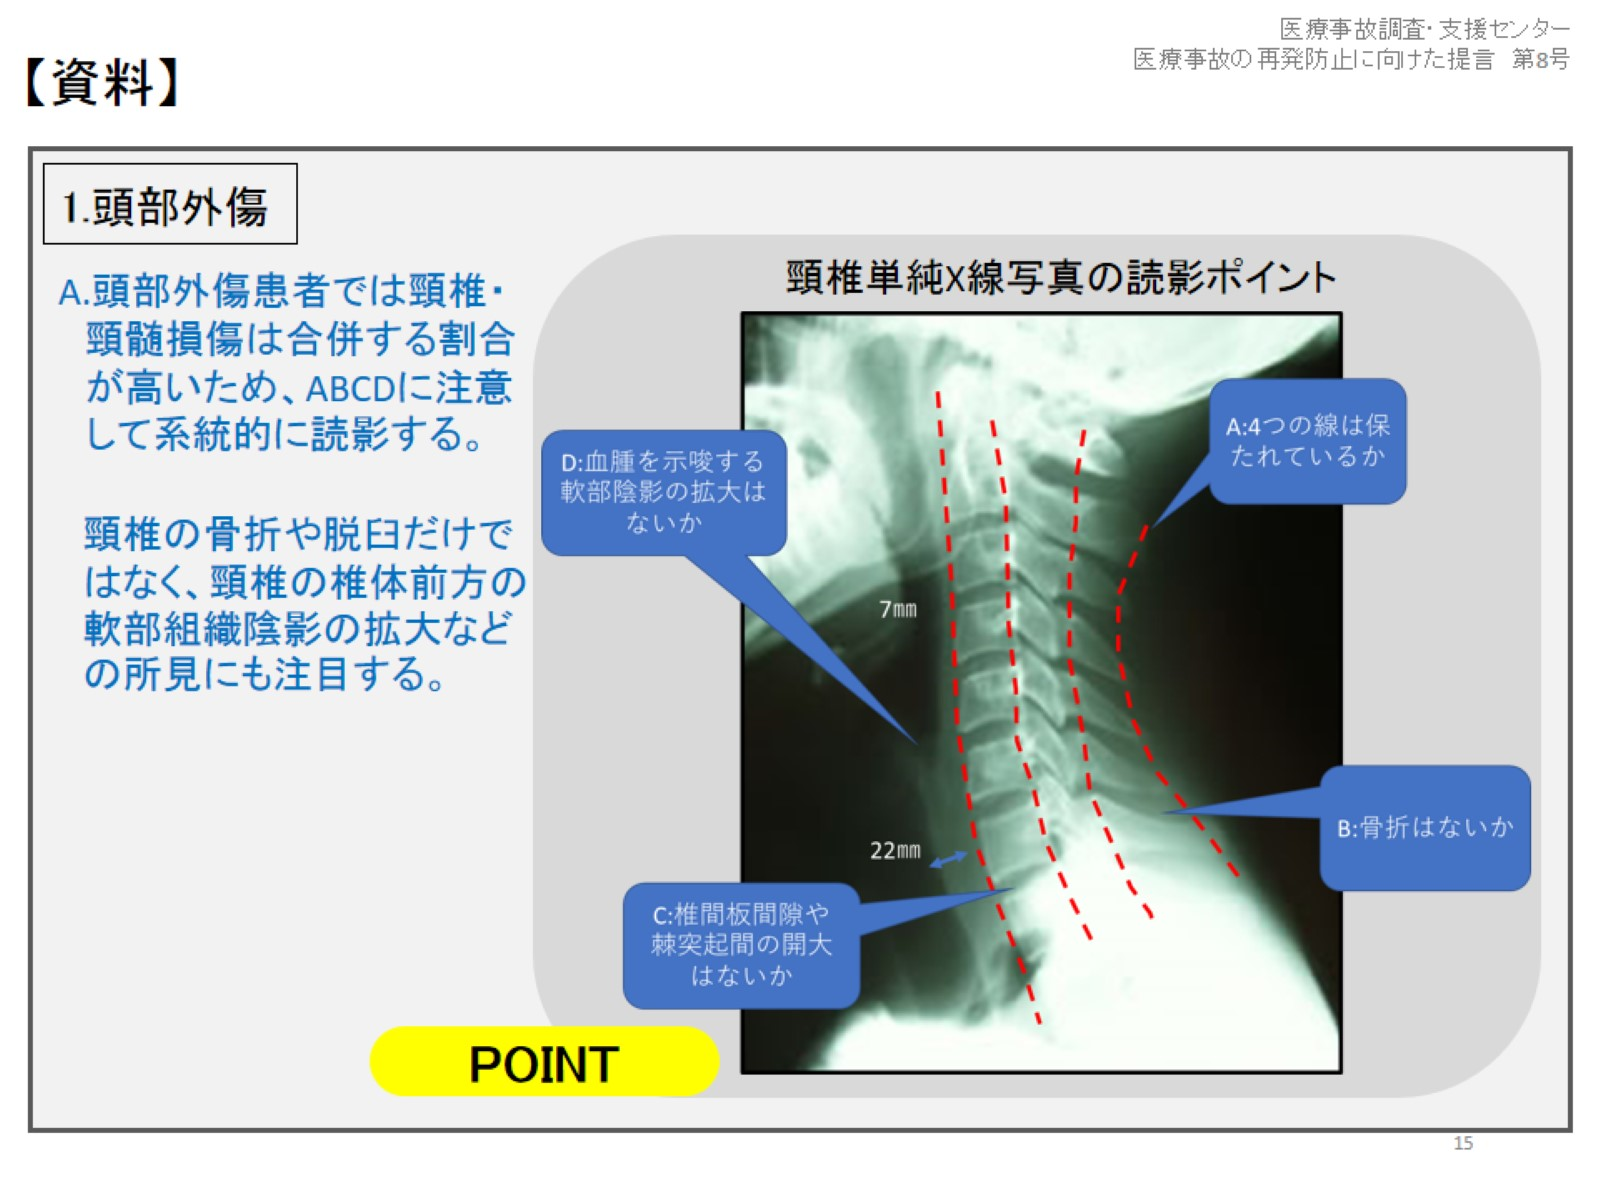 医療事故調査・支援センター
医療事故の再発防止に向けた提言　第8号
【資料】
1.頭部外傷
A.頭部外傷患者では頸椎・
頸髄損傷は合併する割合
が高いため、ABCDに注意
して系統的に読影する。
頸椎の骨折や脱臼だけで
はなく、頸椎の椎体前方の
軟部組織陰影の拡大など
の所見にも注目する。
頸椎単純X線写真の読影ポイント
A:4つの線は保
たれているか
D:血腫を示唆する
軟部陰影の拡大は
ないか
7㎜
B:骨折はないか
22㎜
C:椎間板間隙や
棘突起間の開大
はないか
POINT
15